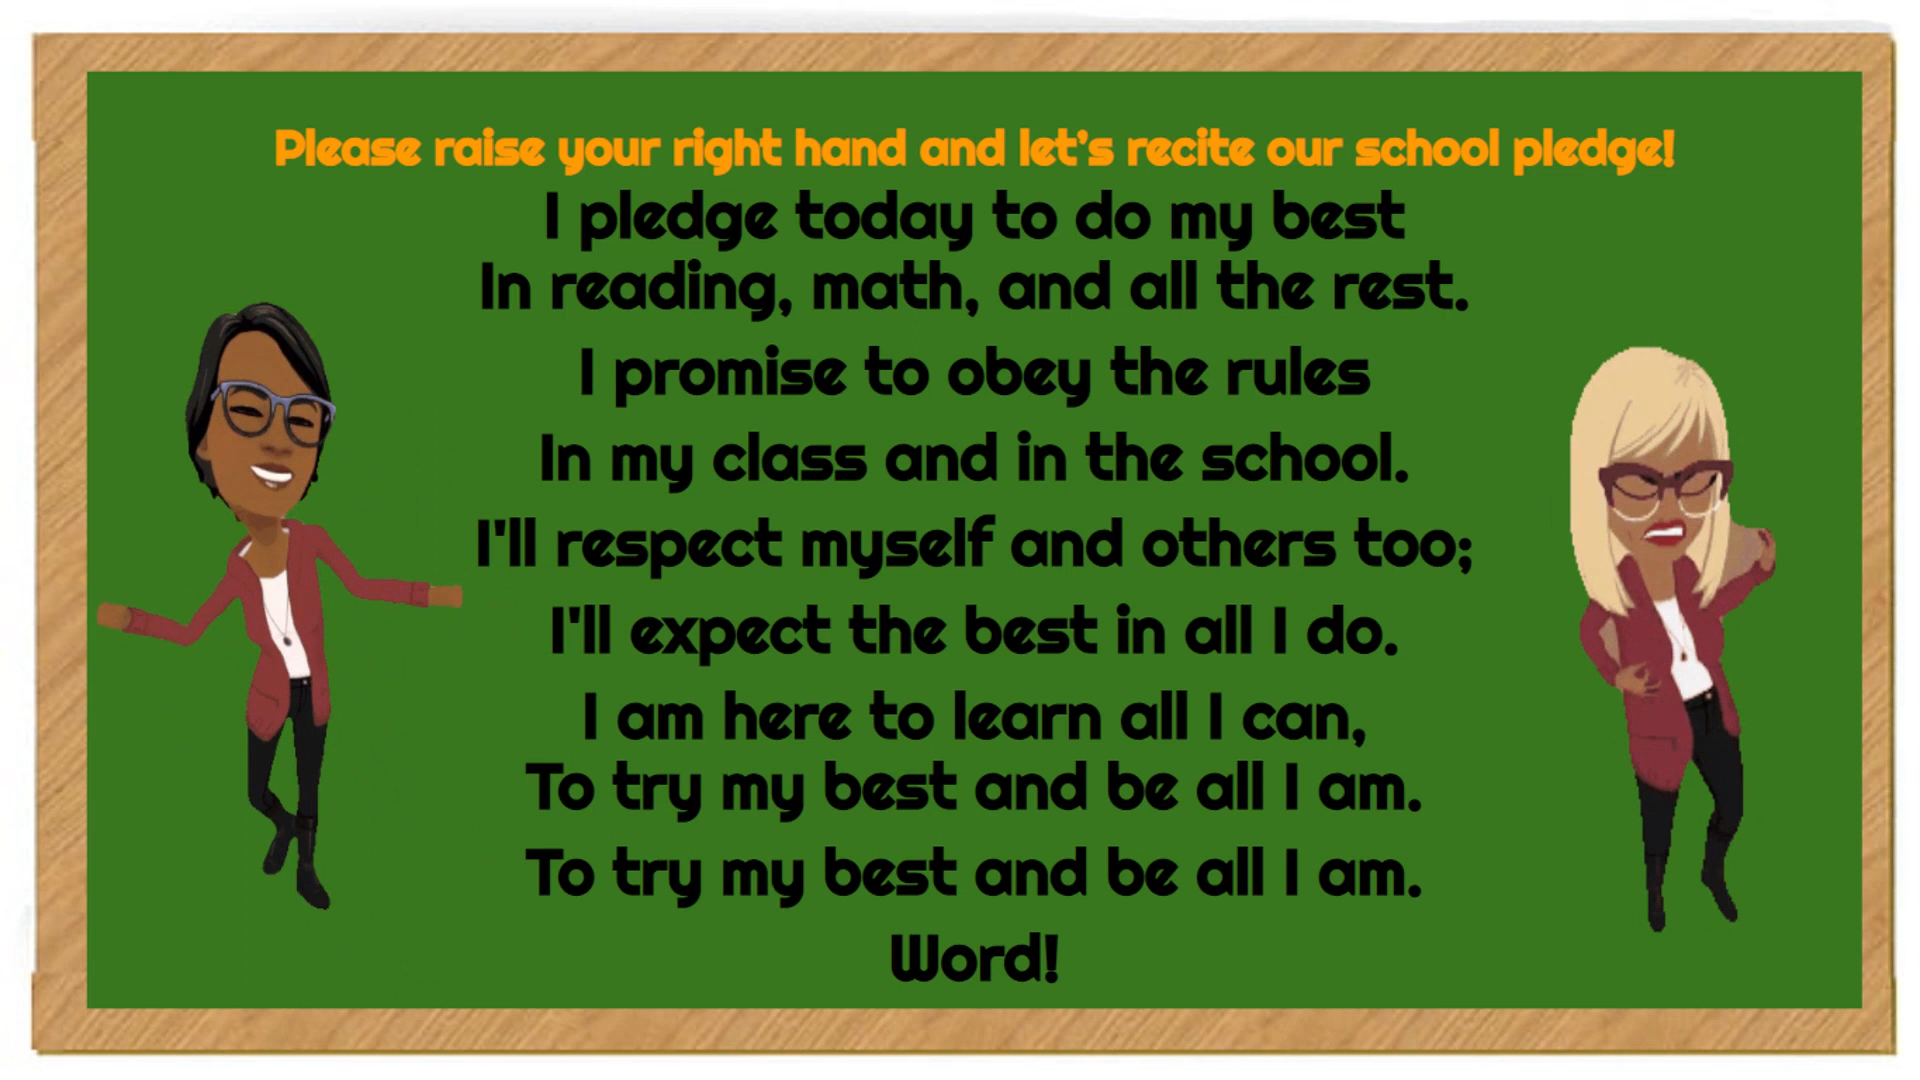 Please raise your right hand and let's recite our school pledge!
I pledge today to do my best
In reading, math, and all the rest.
I promise to obey the rules
In my class and in the school.
I'll respect myself and others too;
I'll expect the best in all I do.
I am here to learn all I can,
To try my best and be all I am.
To try my best and be all I am.
Word!